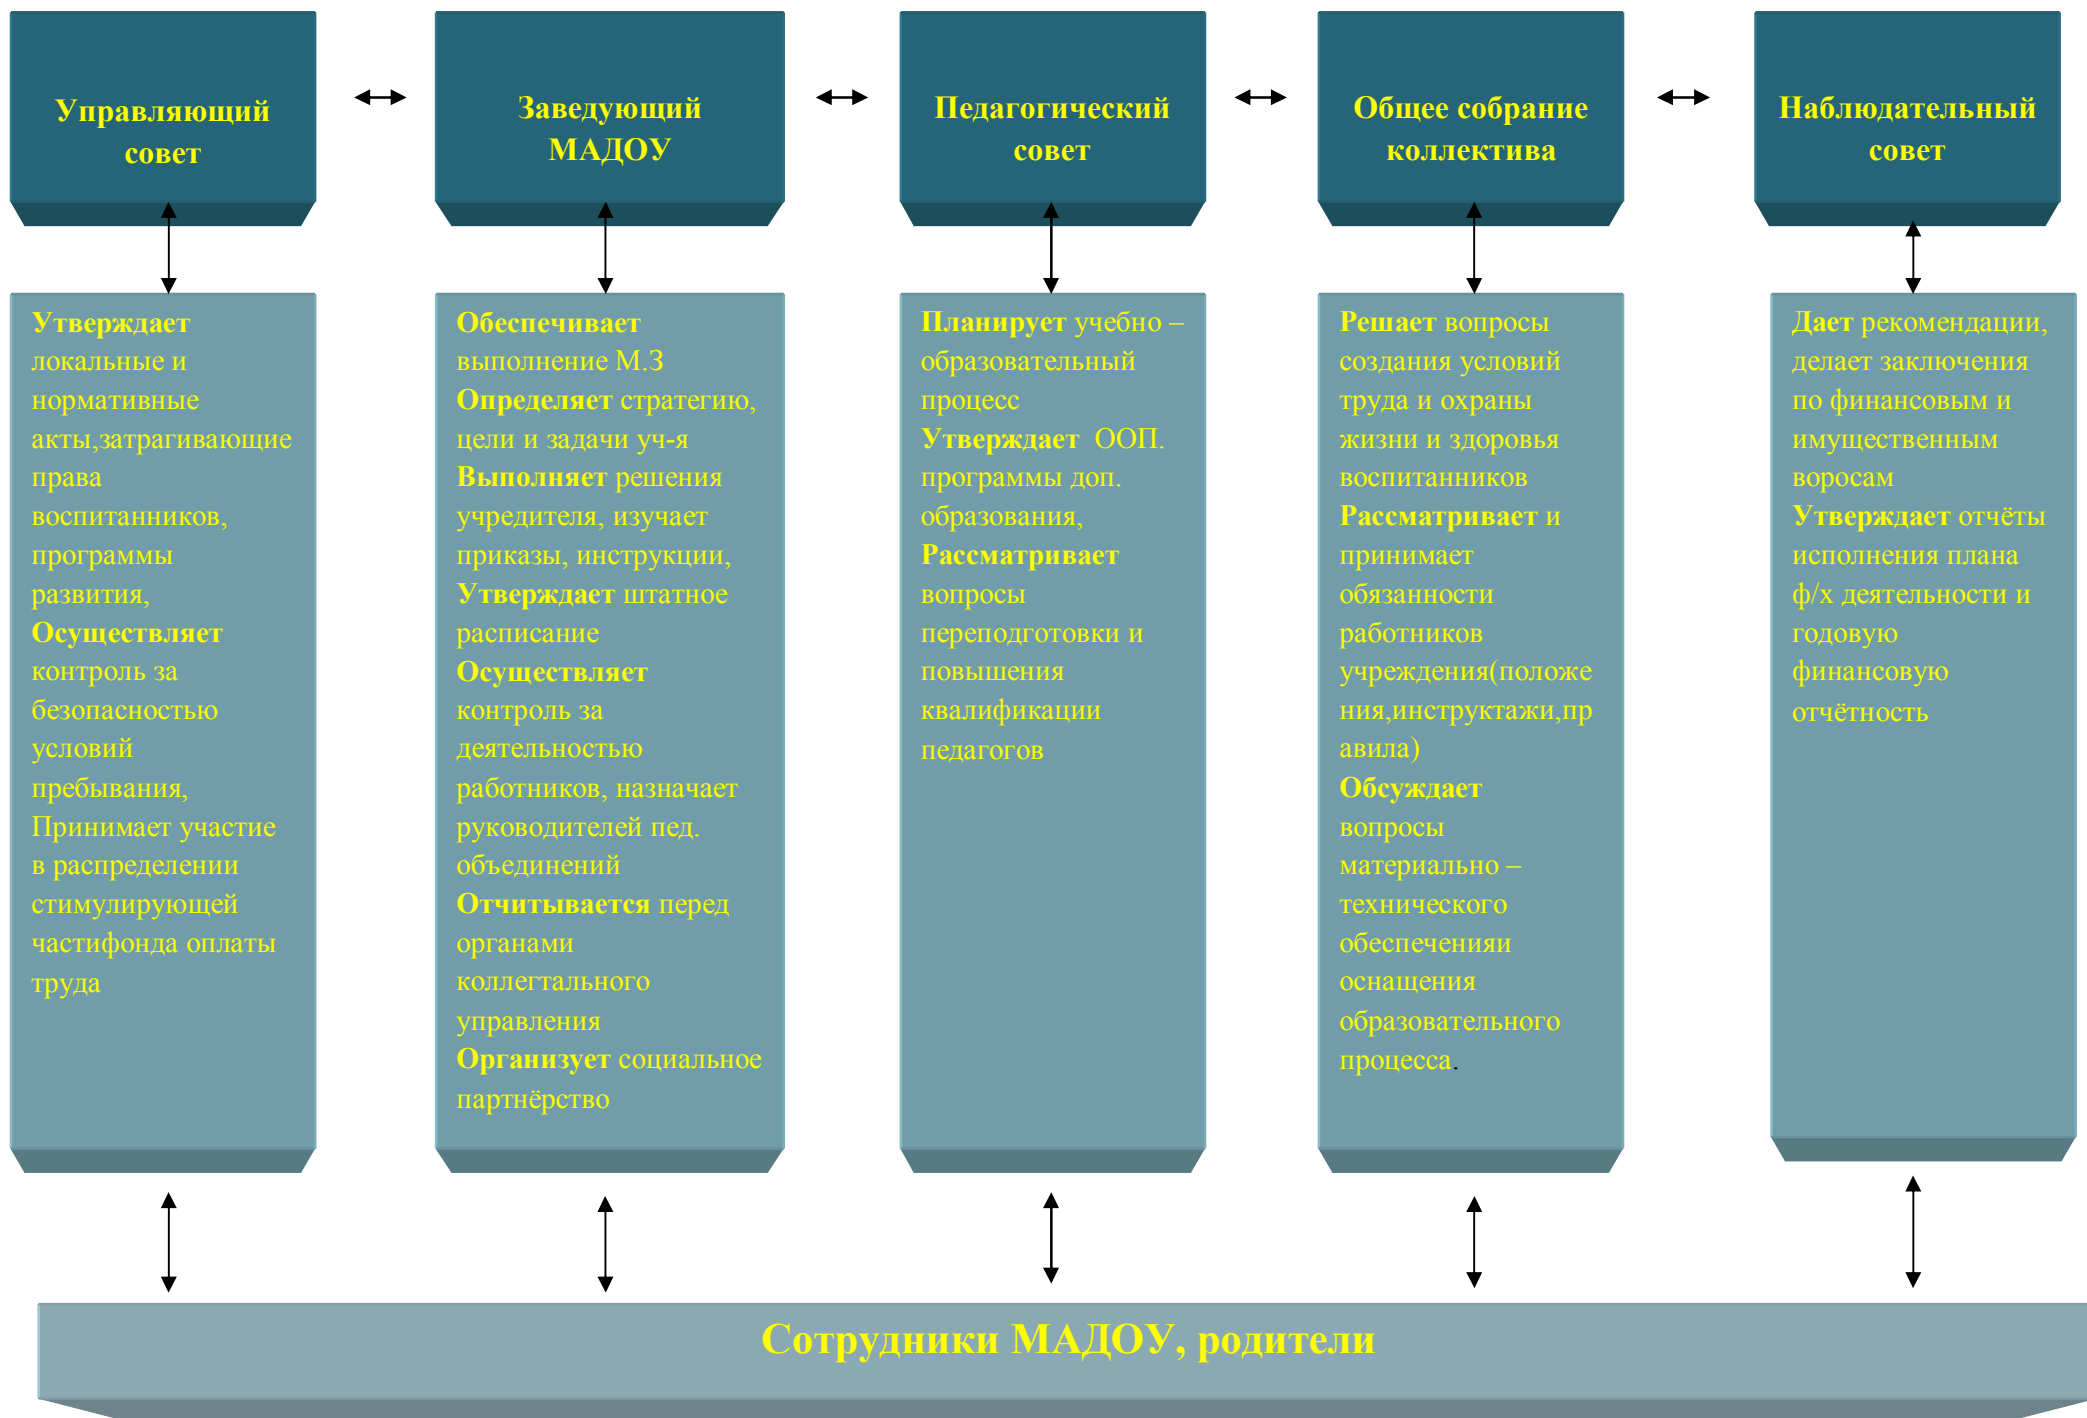 Управляющий
совет
Заведующий
МАДОУ
Педагогический
совет
Общее собрание
коллектива
Наблюдательный
совет
Утверждает
локальные и
нормативные
акты,затрагивающие
права
воспитанников,
программы
развития,
Осуществляет
контроль за
безопасностью
условий
пребывания,
Принимает участие
в распределении
стимулирующей
частифонда оплаты
труда
Обеспечивает
выполнение М.З
Определяет стратегию,
цели и задачи уч-я
Выполняет решения
учредителя, изучает
приказы, инструкции,
Утверждает штатное
расписание
Осуществляет
контроль за
деятельностью
работников, назначает
руководителей пед.
объединений
Отчитывается перед
органами
коллегтального
управления
Организует социальное
партнёрство
Планирует учебно –
образовательный
процесс
Утверждает ООП.
программы доп.
образования,
Рассматривает
вопросы
переподготовки и
повышения
квалификации
педагогов
Решает вопросы
создания условий
труда и охраны
жизни и здоровья
воспитанников
Рассматривает и
принимает
обязанности
работников
учреждения(положе
ния,инструктажи,пр
авила)
Обсуждает
вопросы
материально –
технического
обеспеченияи
оснащения
образовательного
процесса.
Дает рекомендации,
делает заключения
по финансовым и
имущественным
воросам
Утверждает отчёты
исполнения плана
ф/х деятельности и
годовую
финансовую
отчётность
Сотрудники МАДОУ, родители